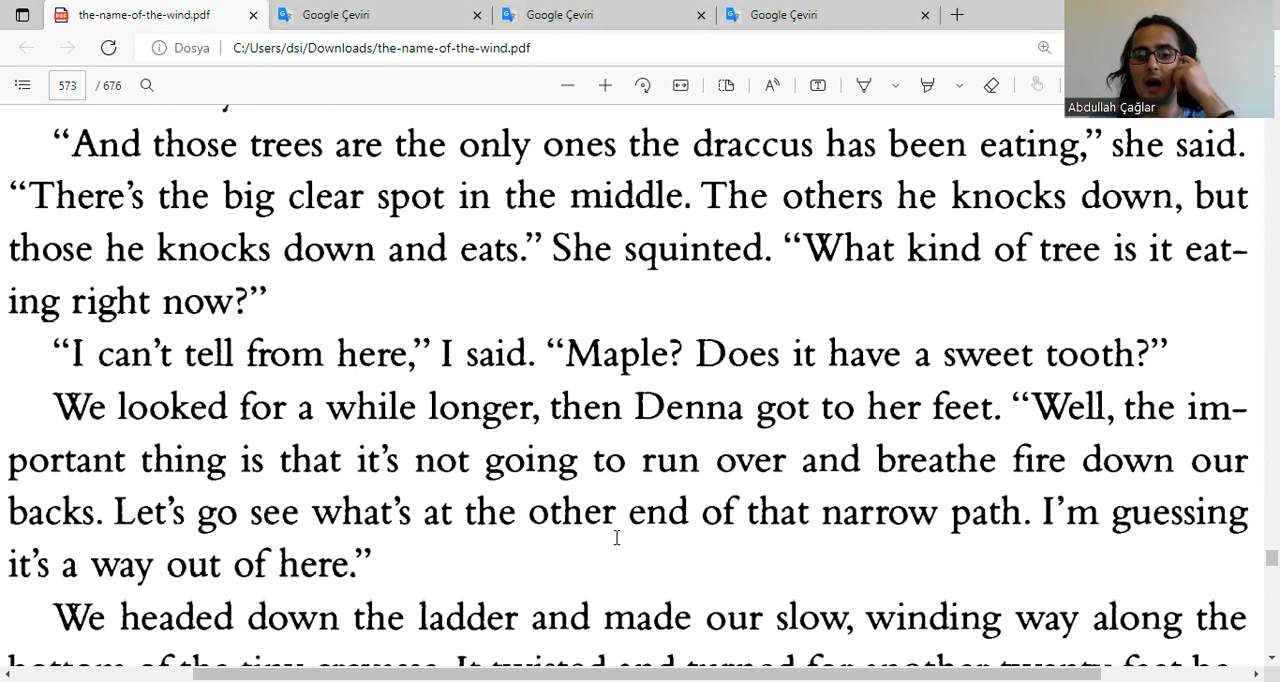 the-name-of-the-wind.pdf
Google Çeviri
Google Çeviri
Google Çeviri
Dosya
C:/Users/dsi/Downloads/the-name-of-the-wind.pdf
573 / 676
Abdullah Çağlar
“And those trees are the only ones the draccus has been eating,” she said.
“There’s the big clear spot in the middle. The others he knocks down, but
those he knocks down and eats.” She squinted. “What kind of tree is it eat-
ing right now?”
“I can’t tell from here,” I said. “Maple? Does it have a sweet tooth?”
We looked for a while longer, then Denna got to her feet. “Well, the im-
portant thing is that it’s not going to run over and breathe fire down our
backs. Let’s go see what’s at the other end of that narrow path. I’m guessing
it’s a way out of here.”
We headed down the ladder and made our slow, winding way along the